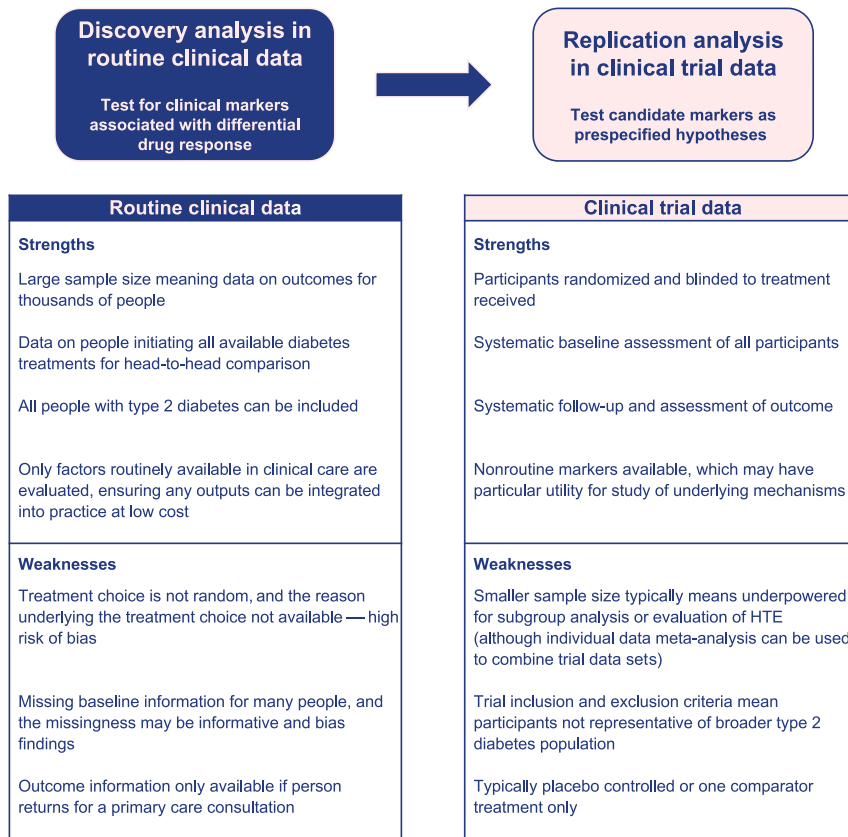 Discovery analysis in
routine clinical data
Test for clinical markers
associated with differential
drug response
Replication analysis
in clinical trial data
Test candidate markers as
prespecified hypotheses
Routine clinical data
Strengths
Large sample size meaning data on outcomes for
thousands of people
Data on people initiating all available diabetes
treatments for head-to-head comparison
All people with type 2 diabetes can be included
Only factors routinely available in clinical care are
evaluated, ensuring any outputs can be integrated
into practice at low cost
Weaknesses
Treatment choice is not random, and the reason
underlying the treatment choice not available — high
risk of bias
Missing baseline information for many people, and
the missingness may be informative and bias
findings
Outcome information only available if person
returns for a primary care consultation
Clinical trial data
Strengths
Participants randomized and blinded to treatment
received
Systematic baseline assessment of all participants
Systematic follow-up and assessment of outcome
Nonroutine markers available, which may have
particular utility for study of underlying mechanisms
Weaknesses
Smaller sample size typically means underpowered
for subgroup analysis or evaluation of HTE
(although individual data meta-analysis can be used
to combine trial data sets)
Trial inclusion and exclusion criteria mean
participants not representative of broader type 2
diabetes population
Typically placebo controlled or one comparator
treatment only